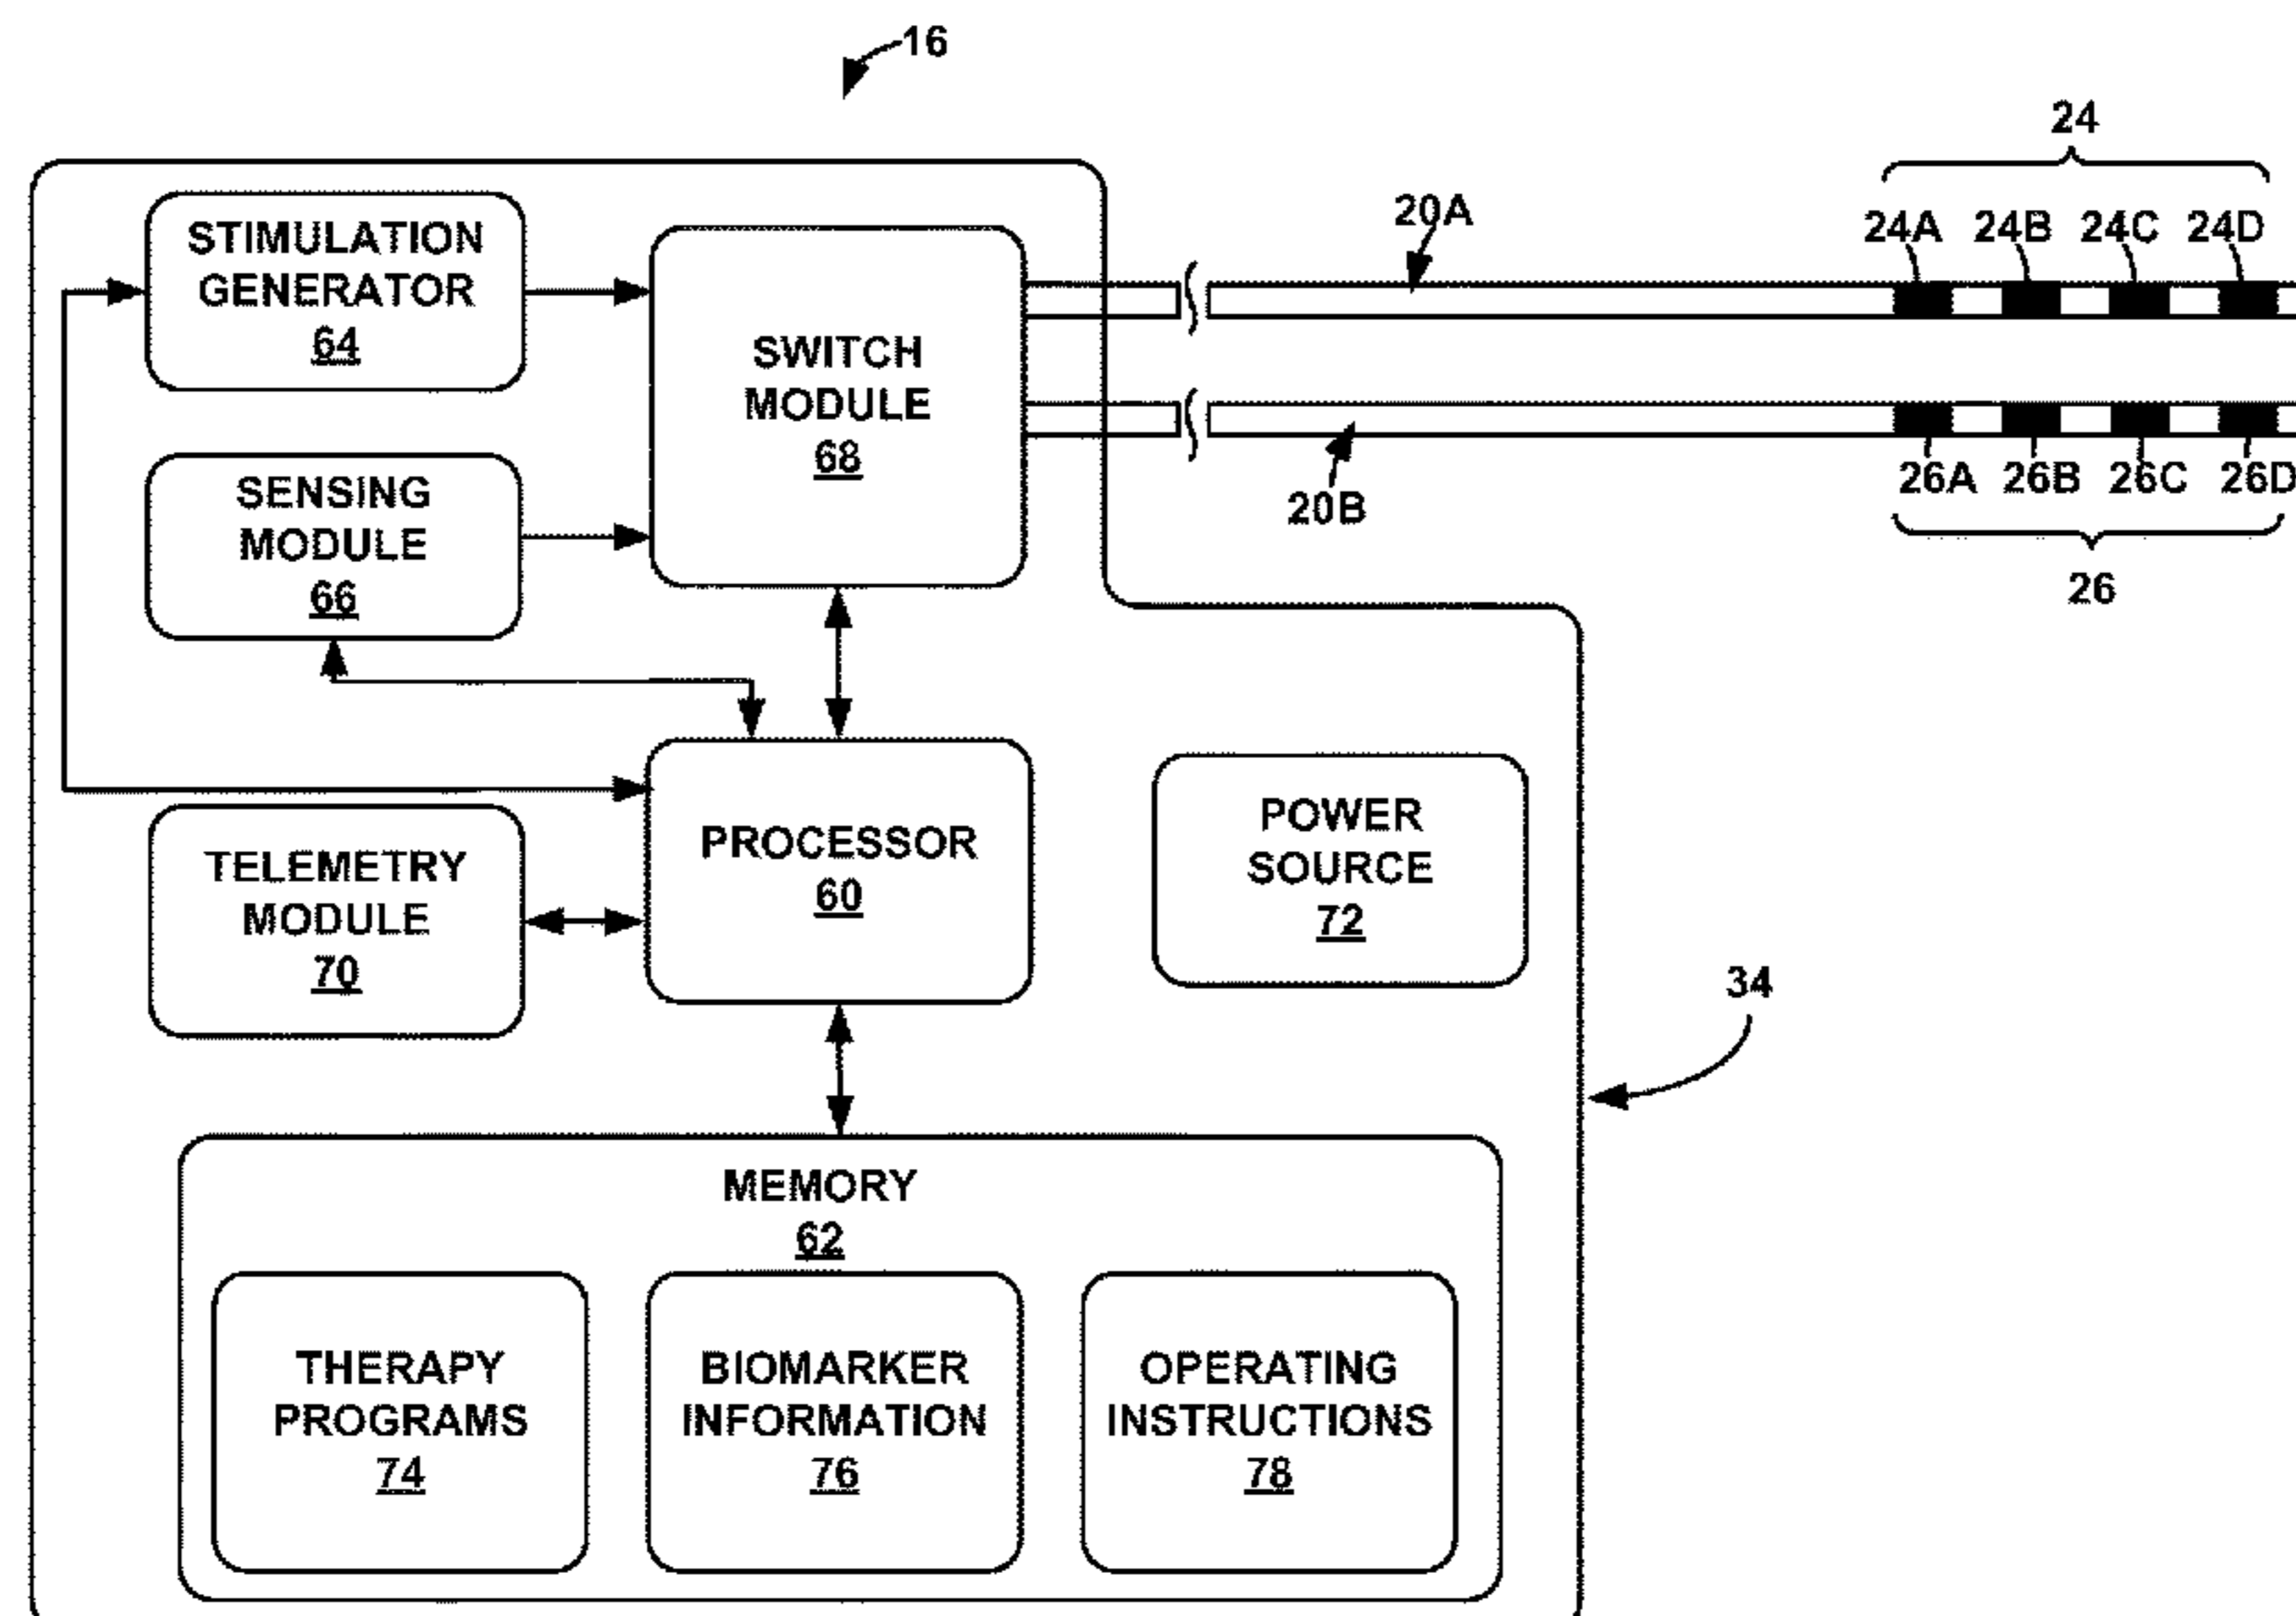 16
24
20A
24A 24B 24C 24D
STIMULATION
GENERATOR
64
SWITCH
MODULE
68
SENSING
MODULE
66
20B
26A 26B 26C 26D
26
PROCESSOR
60
POWER
SOURCE
72
TELEMETRY
MODULE
70
34
MEMORY
62
THERAPY
PROGRAMS
74
BIOMARKER
INFORMATION
76
OPERATING
INSTRUCTIONS
78